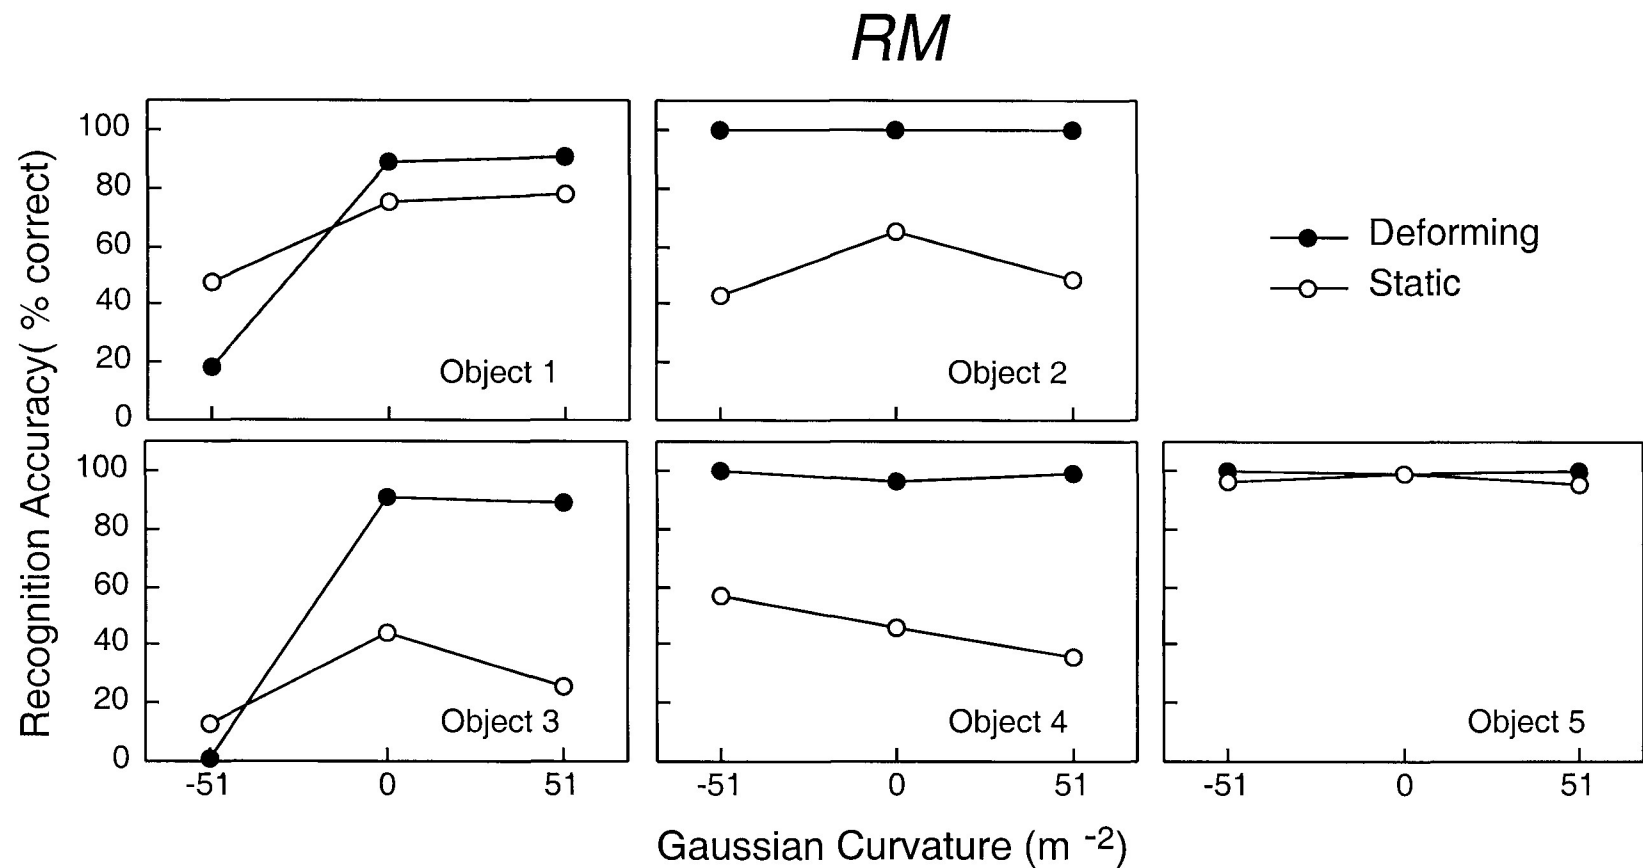 RM
Recognition Accuracy( % correct)
100
80
60
40
20
0
Object 1
Object 2
Deforming
Static
100
80
60
40
20
0
Object 3
Object 4
Object 5
-51 0 51
-51 0 51
-51 0 51
Gaussian Curvature (m -2)